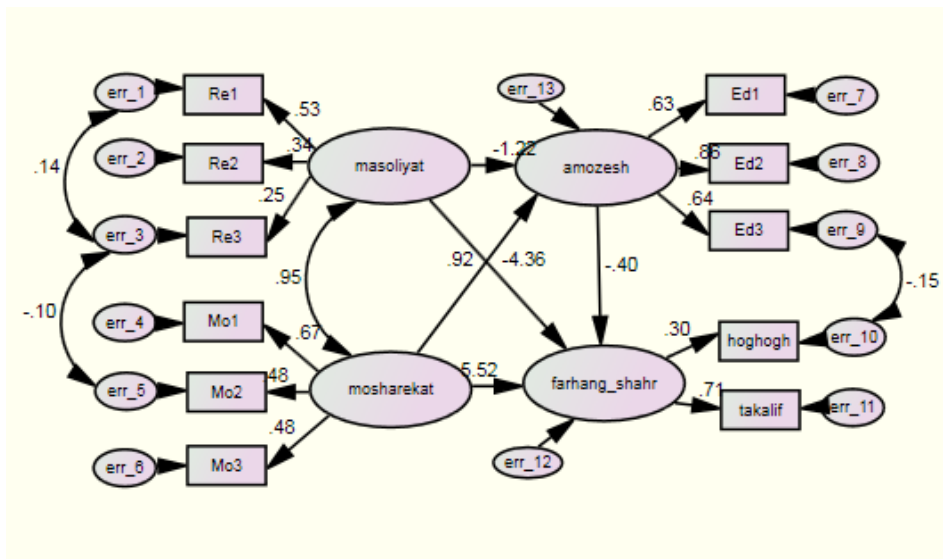 err_1
Re1
.53
err_13
Ed1
err_7
.63
.14
err_2
Re2
.34
masoliyat
-1.22
amozesh
.86
Ed2
err_8
.25
.64
err_3
Re3
Ed3
err_9
.95
.92
-4.36
-.40
-.15
-.10
err_4
Mo1
.67
.30
hoghogh
err_10
err_5
Mo2
.48
mosharekat
5.52
farhang_shahr
.71
takalif
err_11
.48
err_6
Mo3
err_12